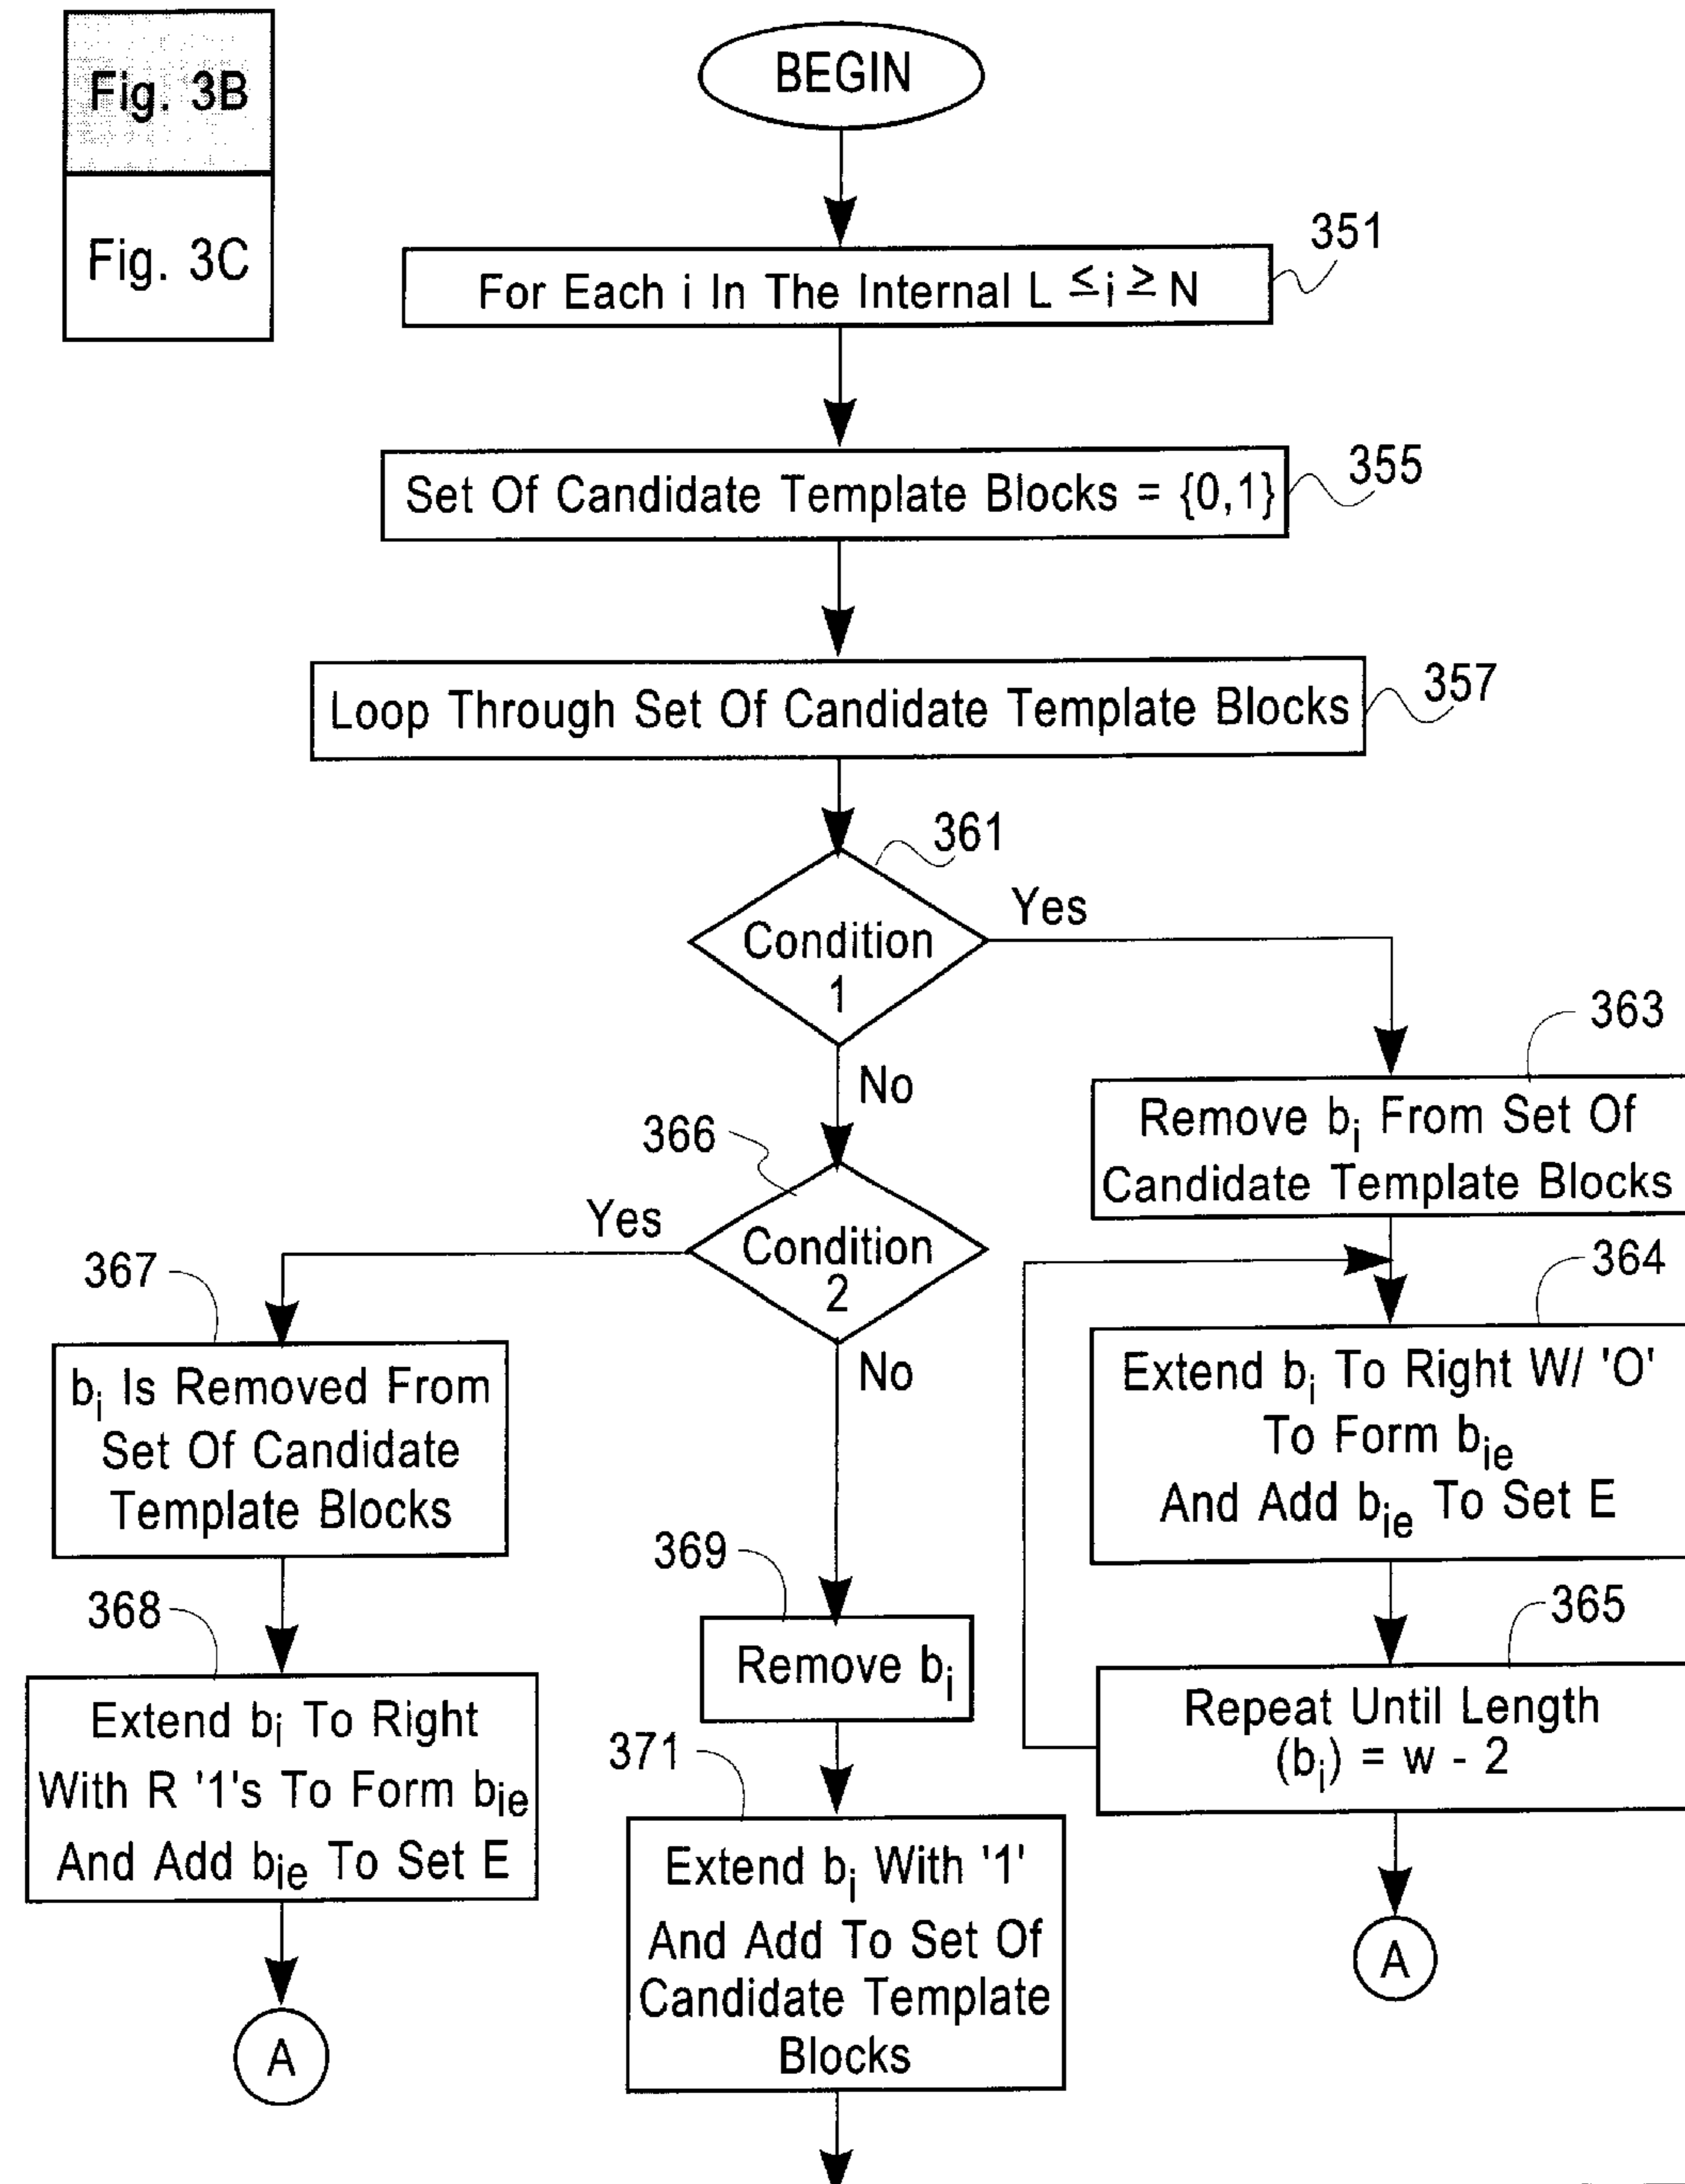 Fig. 3B
Fig. 3C
BEGIN
351
For Each i In The Internal L ≤ i ≥ N
355
Set Of Candidate Template Blocks = {0,1}
357
Loop Through Set Of Candidate Template Blocks
361
Condition
1
Yes
No
363
Remove bi From Set Of
Candidate Template Blocks
366
Condition
2
Yes
No
364
Extend bi To Right W/ 'O'
To Form bie
And Add bie To Set E
367
bi Is Removed From
Set Of Candidate
Template Blocks
365
Repeat Until Length
(bi) = w - 2
A
368
Extend bi To Right
With R '1's To Form bie
And Add bie To Set E
A
369
Remove bi
371
Extend bi With '1'
And Add To Set Of
Candidate Template
Blocks